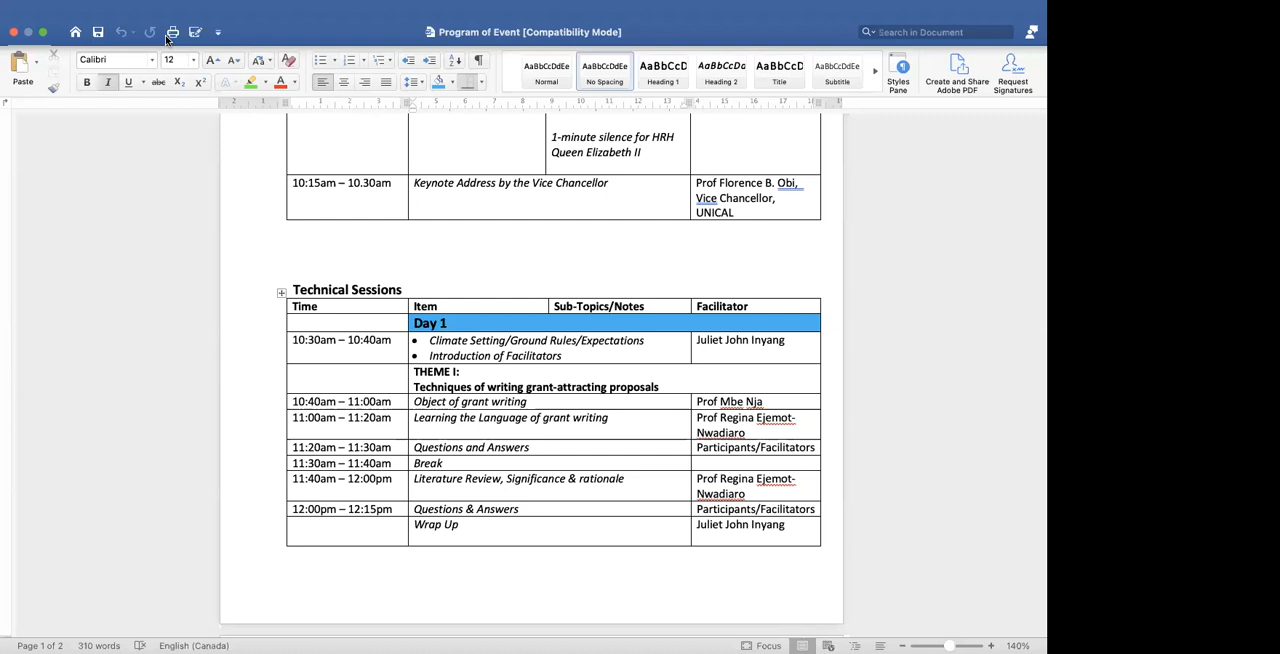 Program of Event [Compatibility Mode]
Search in Document
Paste
Calibri
12
AaBbCcDdEe
Normal
AaBbCcDdEe
No Spacing
AaBbCcD
Heading 1
AaBbCcDc
Heading 2
AaBbCcD
Title
AaBbCcDdEe
Subtitle
Styles Pane
Create and Share Adobe PDF
Request Signatures
1-minute silence for HRH
Queen Elizabeth II
10:15am – 10.30am Keynote Address by the Vice Chancellor Prof Florence B. Obi,
Vice Chancellor,
UNICAL
Technical Sessions
Time Item Sub-Topics/Notes Facilitator
Day 1
10:30am – 10:40am • Climate Setting/Ground Rules/Expectations Juliet John Inyang
• Introduction of Facilitators
THEME I:
Techniques of writing grant-attracting proposals
10:40am – 11:00am Object of grant writing Prof Mbe Nja
11:00am – 11:20am Learning the Language of grant writing Prof Regina Ejemot-
Nwadiaro
11:20am – 11:30am Questions and Answers Participants/Facilitators
11:30am – 11:40am Break
11:40am – 12:00pm Literature Review, Significance & rationale Prof Regina Ejemot-
Nwadiaro
12:00pm – 12:15pm Questions & Answers Participants/Facilitators
Wrap Up Juliet John Inyang
Page 1 of 2 310 words English (Canada) Focus 140%